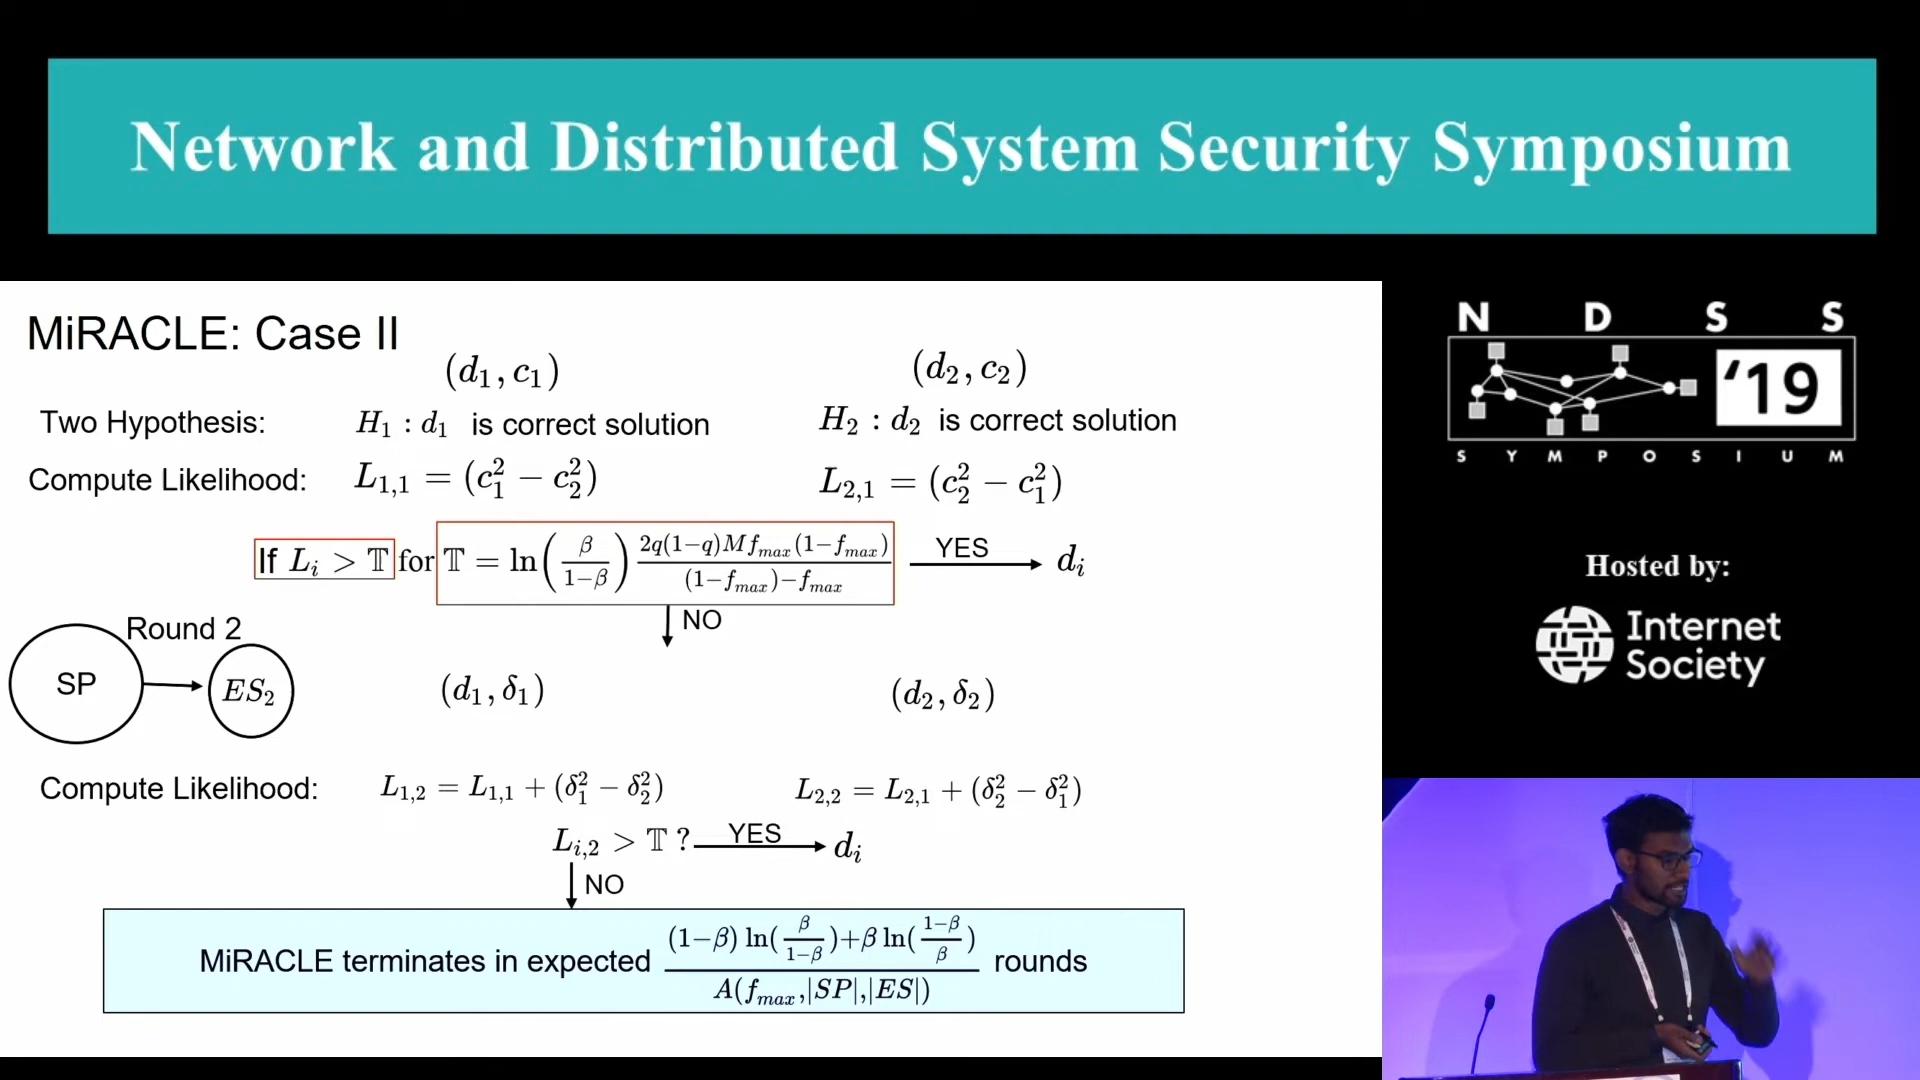 Network and Distributed System Security Symposium
MiRACLE: Case II
(d₁, c₁) (d₂, c₂)
Two Hypothesis: H₁ : d₁ is correct solution H₂ : d₂ is correct solution
Compute Likelihood: L₁,₁ = (c₁² − c₂²) L₂,₁ = (c₂² − c₁²)
If Lᵢ > 𝕋 for 𝕋 = ln(β/(1−β)) 2q(1−q)Mf_max(1−f_max)/((1−f_max)−f_max) YES dᵢ
NO
Round 2
SP ES₂ (d₁, δ₁) (d₂, δ₂)
Compute Likelihood: L₁,₂ = L₁,₁ + (δ₁² − δ₂²) L₂,₂ = L₂,₁ + (δ₂² − δ₁²)
Lᵢ,₂ > 𝕋 ? YES dᵢ
NO
MiRACLE terminates in expected ((1−β) ln(β/(1−β))+β ln((1−β)/β))/A(f_max,|SP|,|ES|) rounds
N D S S
'19
S Y M P O S I U M
Hosted by:
Internet
Society